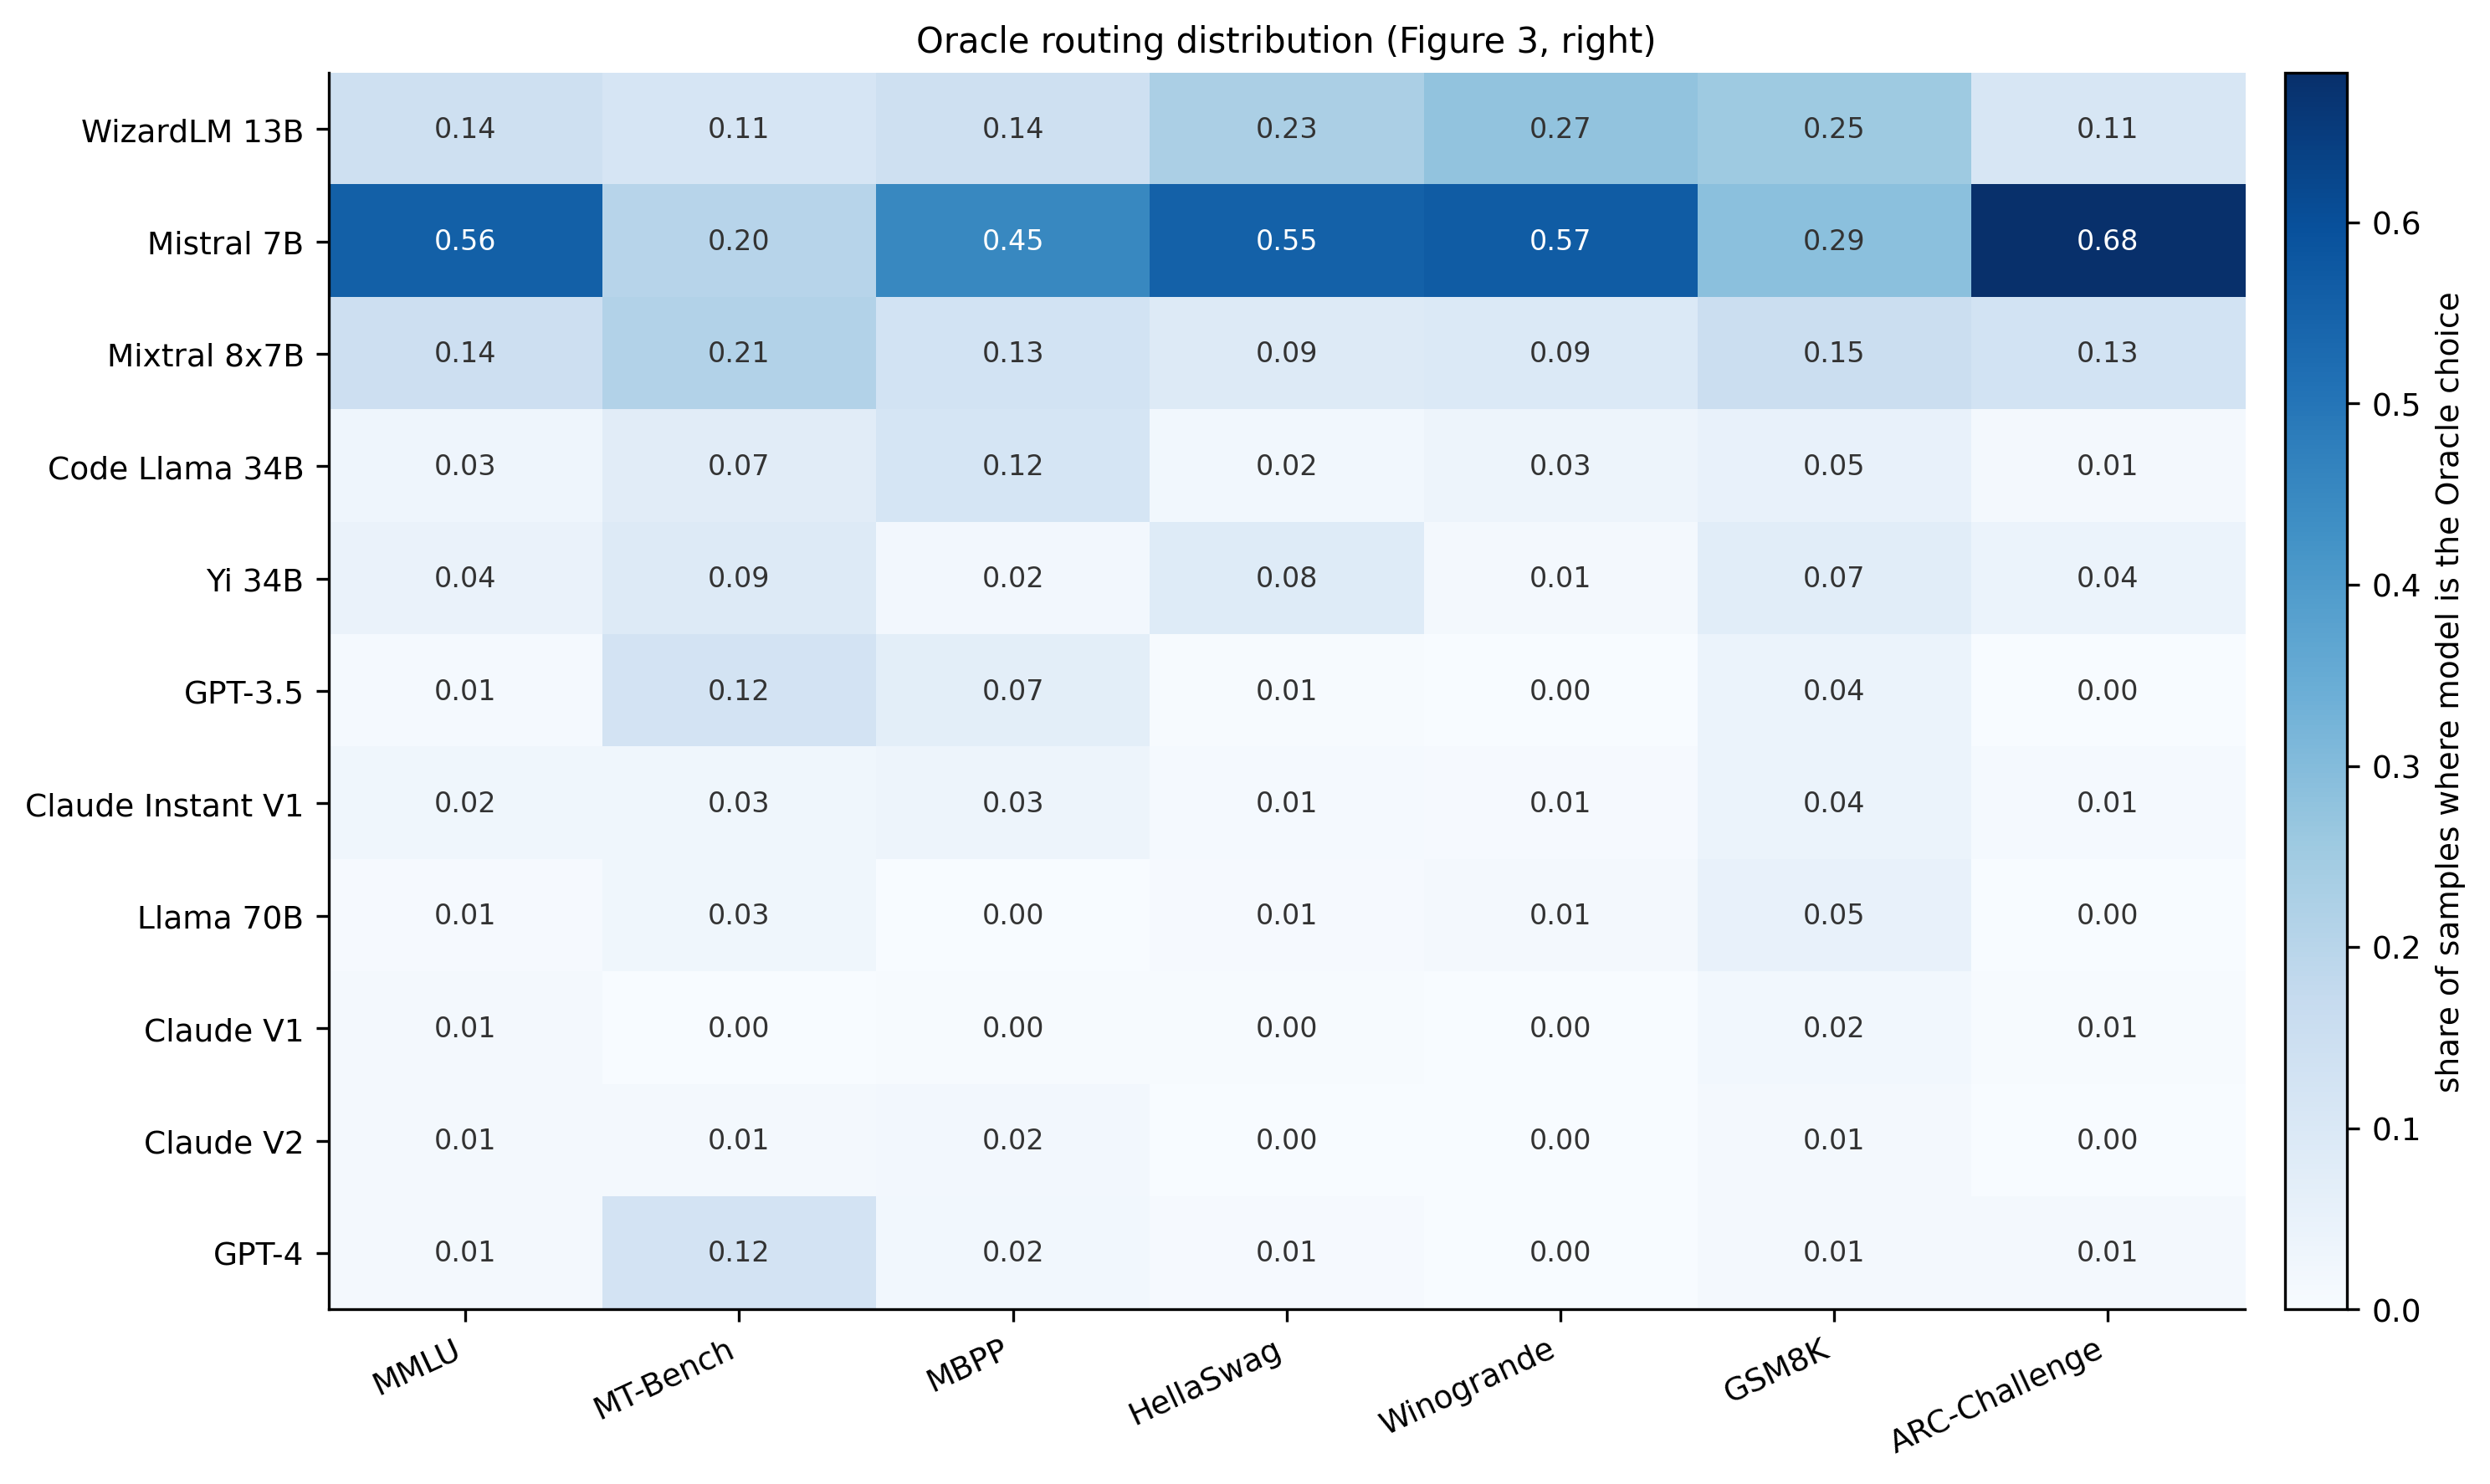 Oracle routing distribution (Figure 3, right)
WizardLM 13B 0.14 0.11 0.14 0.23 0.27 0.25 0.11
Mistral 7B 0.56 0.20 0.45 0.55 0.57 0.29 0.68
Mixtral 8x7B 0.14 0.21 0.13 0.09 0.09 0.15 0.13
Code Llama 34B 0.03 0.07 0.12 0.02 0.03 0.05 0.01
Yi 34B 0.04 0.09 0.02 0.08 0.01 0.07 0.04
GPT-3.5 0.01 0.12 0.07 0.01 0.00 0.04 0.00
Claude Instant V1 0.02 0.03 0.03 0.01 0.01 0.04 0.01
Llama 70B 0.01 0.03 0.00 0.01 0.01 0.05 0.00
Claude V1 0.01 0.00 0.00 0.00 0.00 0.02 0.01
Claude V2 0.01 0.01 0.02 0.00 0.00 0.01 0.00
GPT-4 0.01 0.12 0.02 0.01 0.00 0.01 0.01
MMLU MT-Bench MBPP HellaSwag Winogrande GSM8K ARC-Challenge
0.6
0.5
0.4
0.3
0.2
0.1
0.0
share of samples where model is the Oracle choice